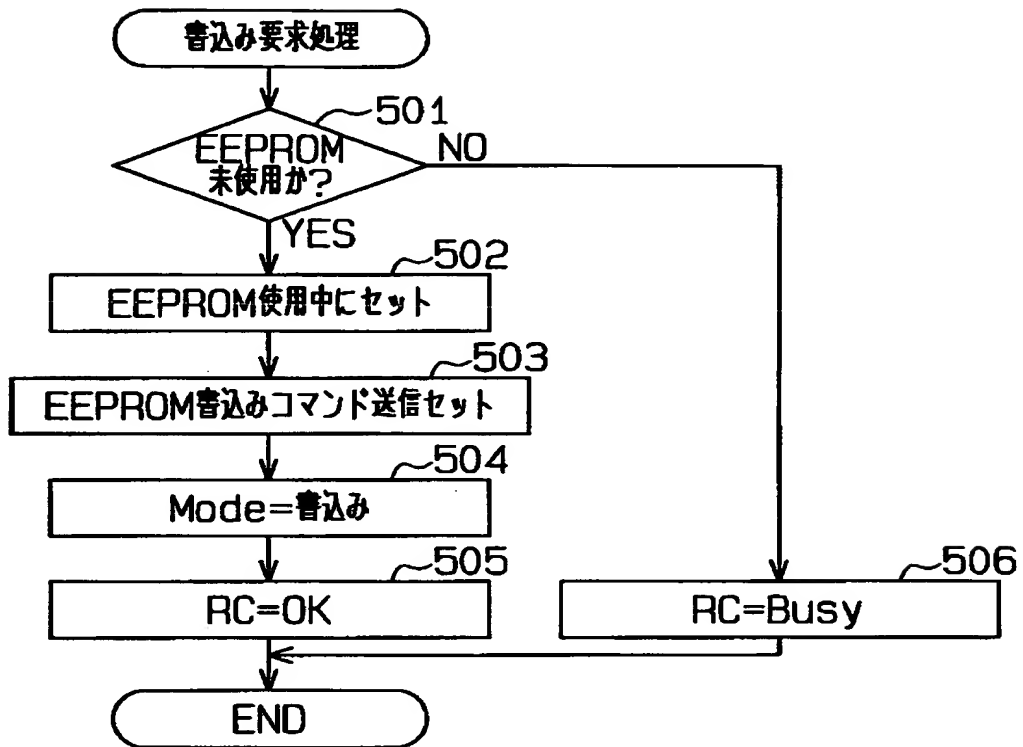 書込み要求処理
501
EEPROM
未使用か?
NO
YES
502
EEPROM使用中にセット
503
EEPROM書込みコマンド送信セット
504
Mode=書込み
505
RC=OK
506
RC=Busy
END